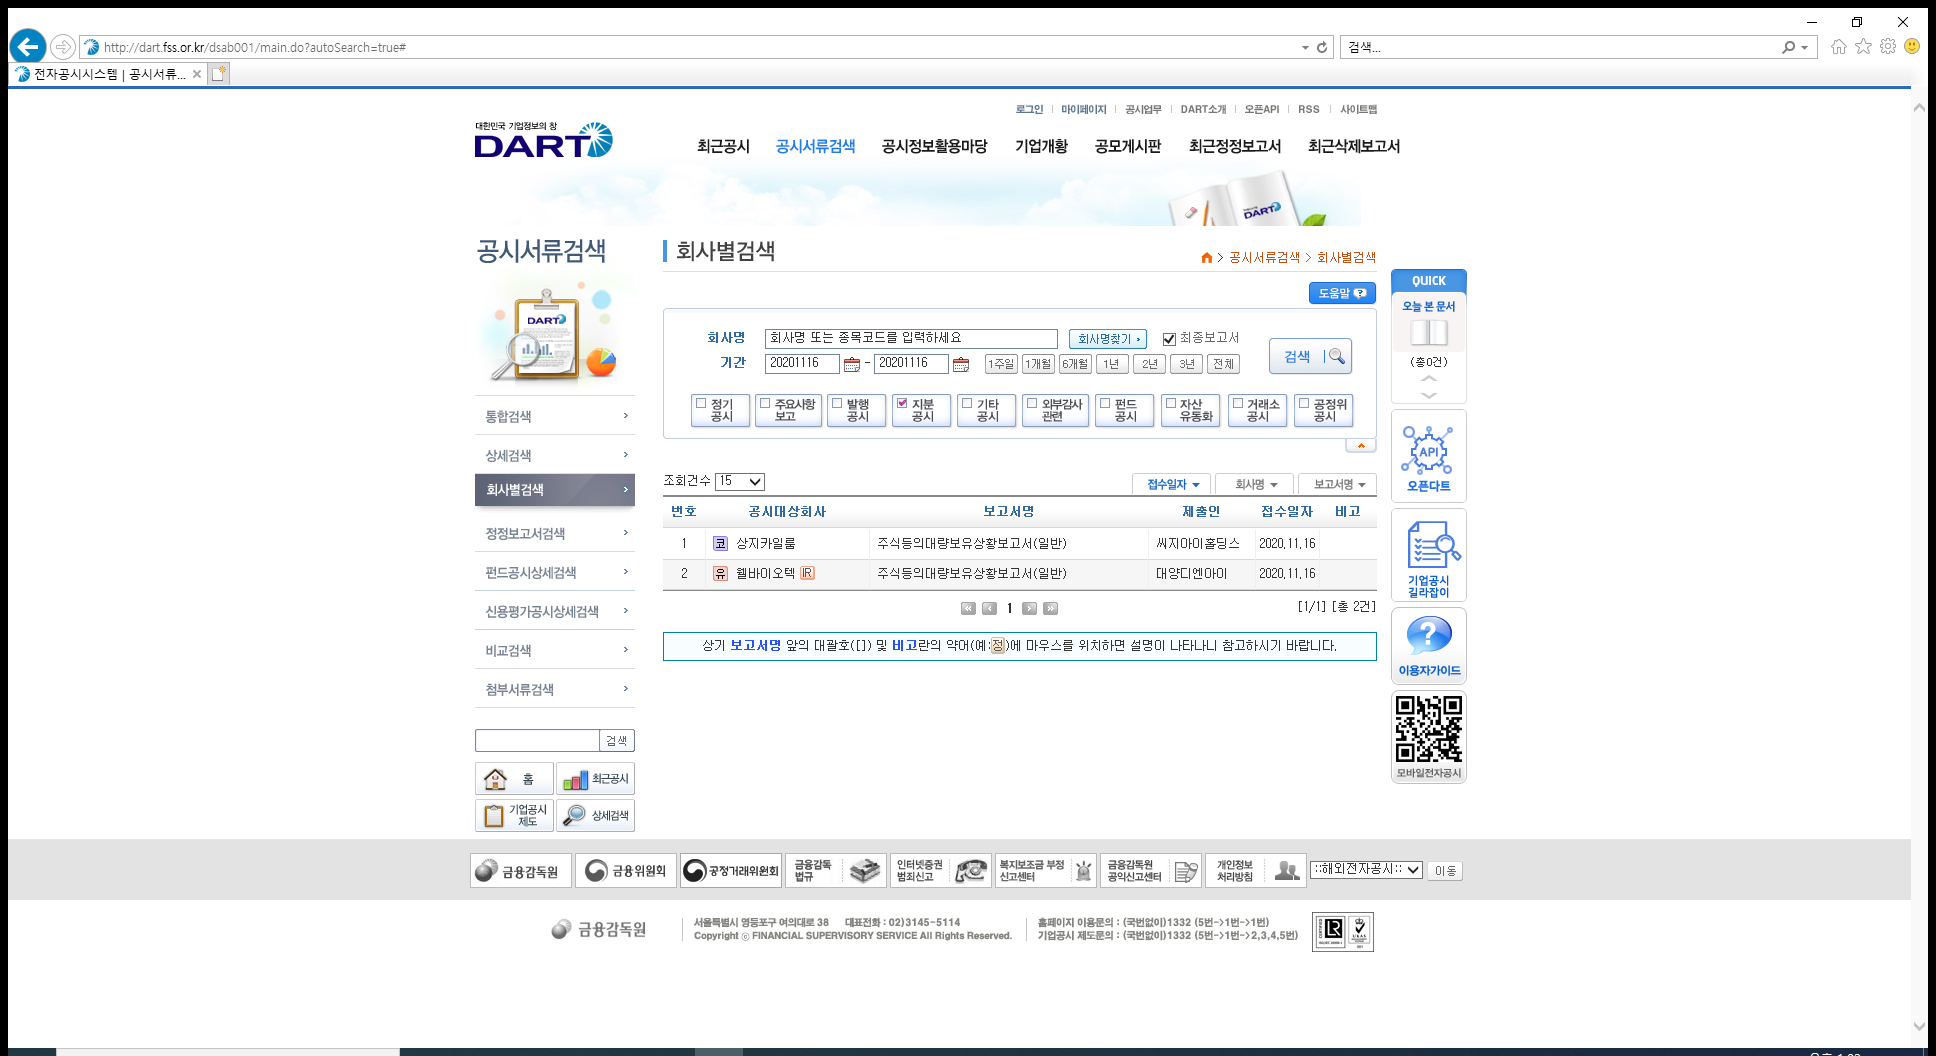 http://dart.fss.or.kr/dsab001/main.do?autoSearch=true#
검색...
전자공시시스템 | 공시서류...
로그인 마이페이지 공시업무 DART소개 오픈API RSS 사이트맵
대한민국 기업정보의 창
DART
최근공시 공시서류검색 공시정보활용마당 기업개황 공모게시판 최근정정보고서 최근삭제보고서
DART
공시서류검색
DART
통합검색
상세검색
회사별검색
정정보고서검색
펀드공시상세검색
신용평가공시상세검색
비교검색
첨부서류검색
검색
홈 최근공시
기업공시
제도
상세검색
회사별검색
> 공시서류검색 > 회사별검색
도움말 ?
회사명 회사명 또는 종목코드를 입력하세요 회사명찾기 최종보고서
기간 20201116 - 20201116 1주일 1개월 6개월 1년 2년 3년 전체
검색
정기
공시
주요사항
보고
발행
공시
지분
공시
기타
공시
외부감사
관련
펀드
공시
자산
유동화
거래소
공시
공정위
공시
조회건수 15
접수일자 회사명 보고서명
번호 공시대상회사 보고서명 제출인 접수일자 비고
1 코 상지카일룸 주식등의대량보유상황보고서(일반) 씨지아이홀딩스 2020.11.16
2 유 웰바이오텍 IR 주식등의대량보유상황보고서(일반) 대양디엔아이 2020.11.16
1
[1/1] [총 2건]
상기 보고서명 앞의 대괄호([]) 및 비고란의 약어(예:정)에 마우스를 위치하면 설명이 나타나니 참고하시기 바랍니다.
QUICK
오늘 본 문서
(총0건)
API
오픈다트
기업공시
길라잡이
?
이용자가이드
모바일전자공시
금융감독원
금융위원회
공정거래위원회
금융감독
법규
인터넷증권
범죄신고
복지보조금 부정
신고센터
금융감독원
공익신고센터
개인정보
처리방침
::해외전자공시::
이동
금융감독원
서울특별시 영등포구 여의대로 38 대표전화 : 02)3145-5114
Copyright ⓒ FINANCIAL SUPERVISORY SERVICE All Rights Reserved.
홈페이지 이용문의 : (국번없이)1332 (5번->1번->1번)
기업공시 제도문의 : (국번없이)1332 (5번->1번->2,3,4,5번)
LR